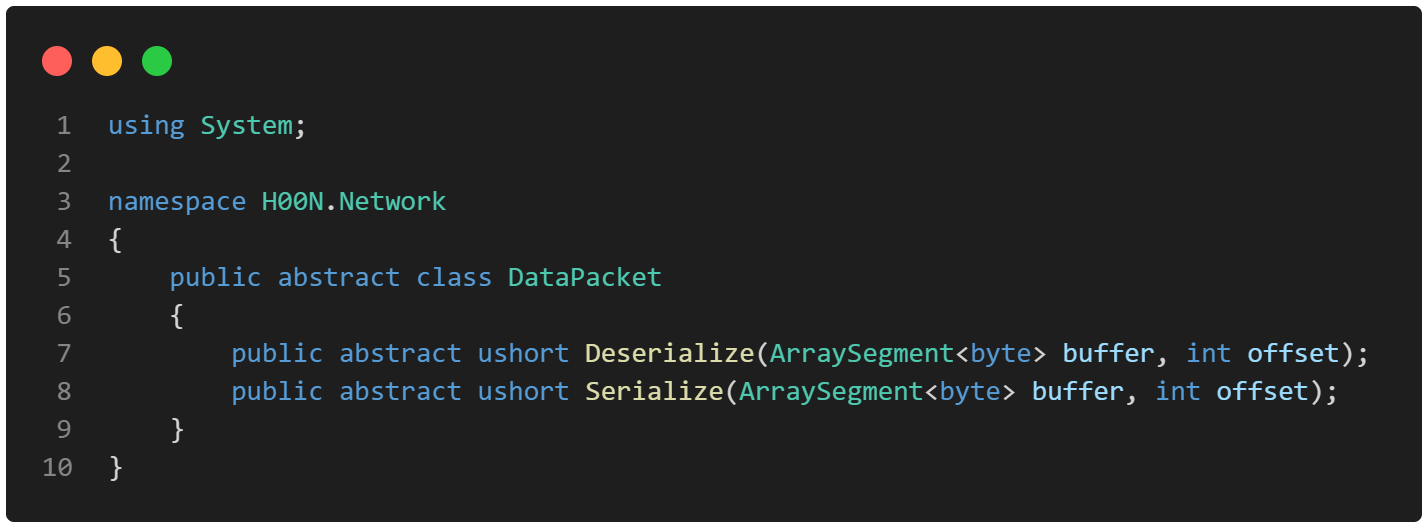 1 using System;
2
3 namespace H00N.Network
4 {
5     public abstract class DataPacket
6     {
7         public abstract ushort Deserialize(ArraySegment<byte> buffer, int offset);
8         public abstract ushort Serialize(ArraySegment<byte> buffer, int offset);
9     }
10 }